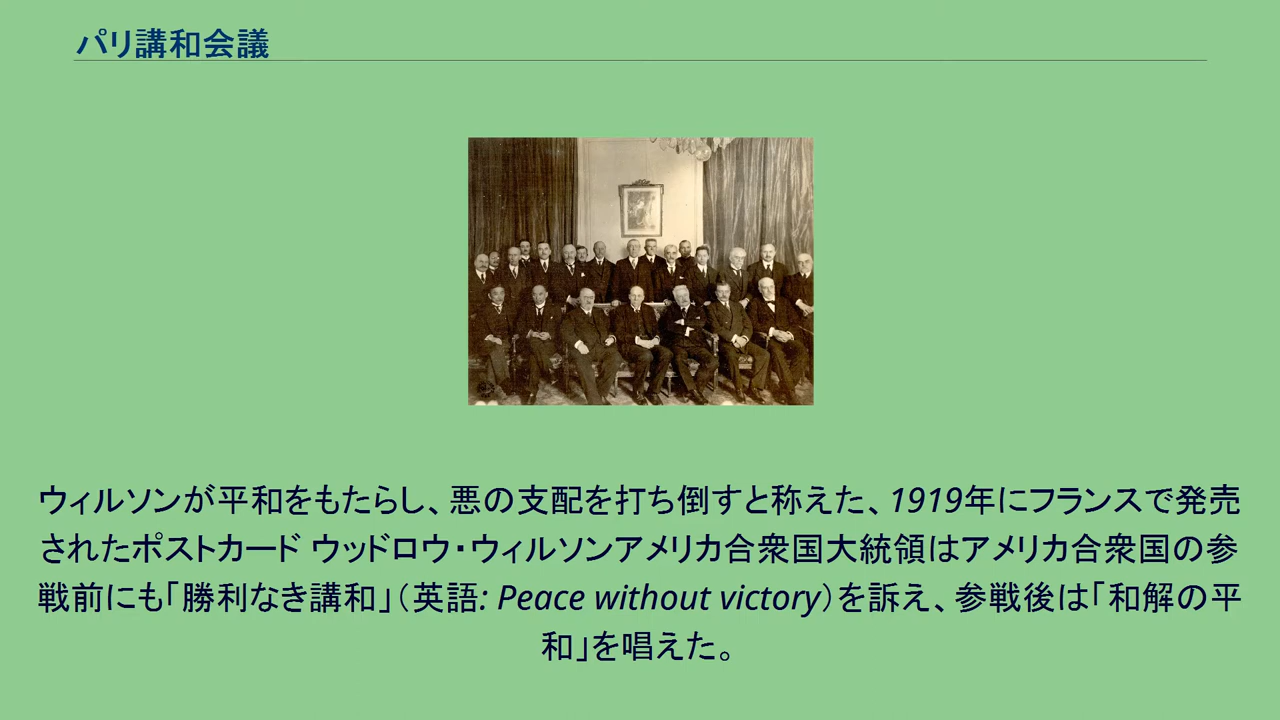 パリ講和会議
ウィルソンが平和をもたらし、悪の支配を打ち倒すと称えた、1919年にフランスで発売
されたポストカード ウッドロウ・ウィルソンアメリカ合衆国大統領はアメリカ合衆国の参
戦前にも「勝利なき講和」（英語: Peace without victory）を訴え、参戦後は「和解の平
和」を唱えた。